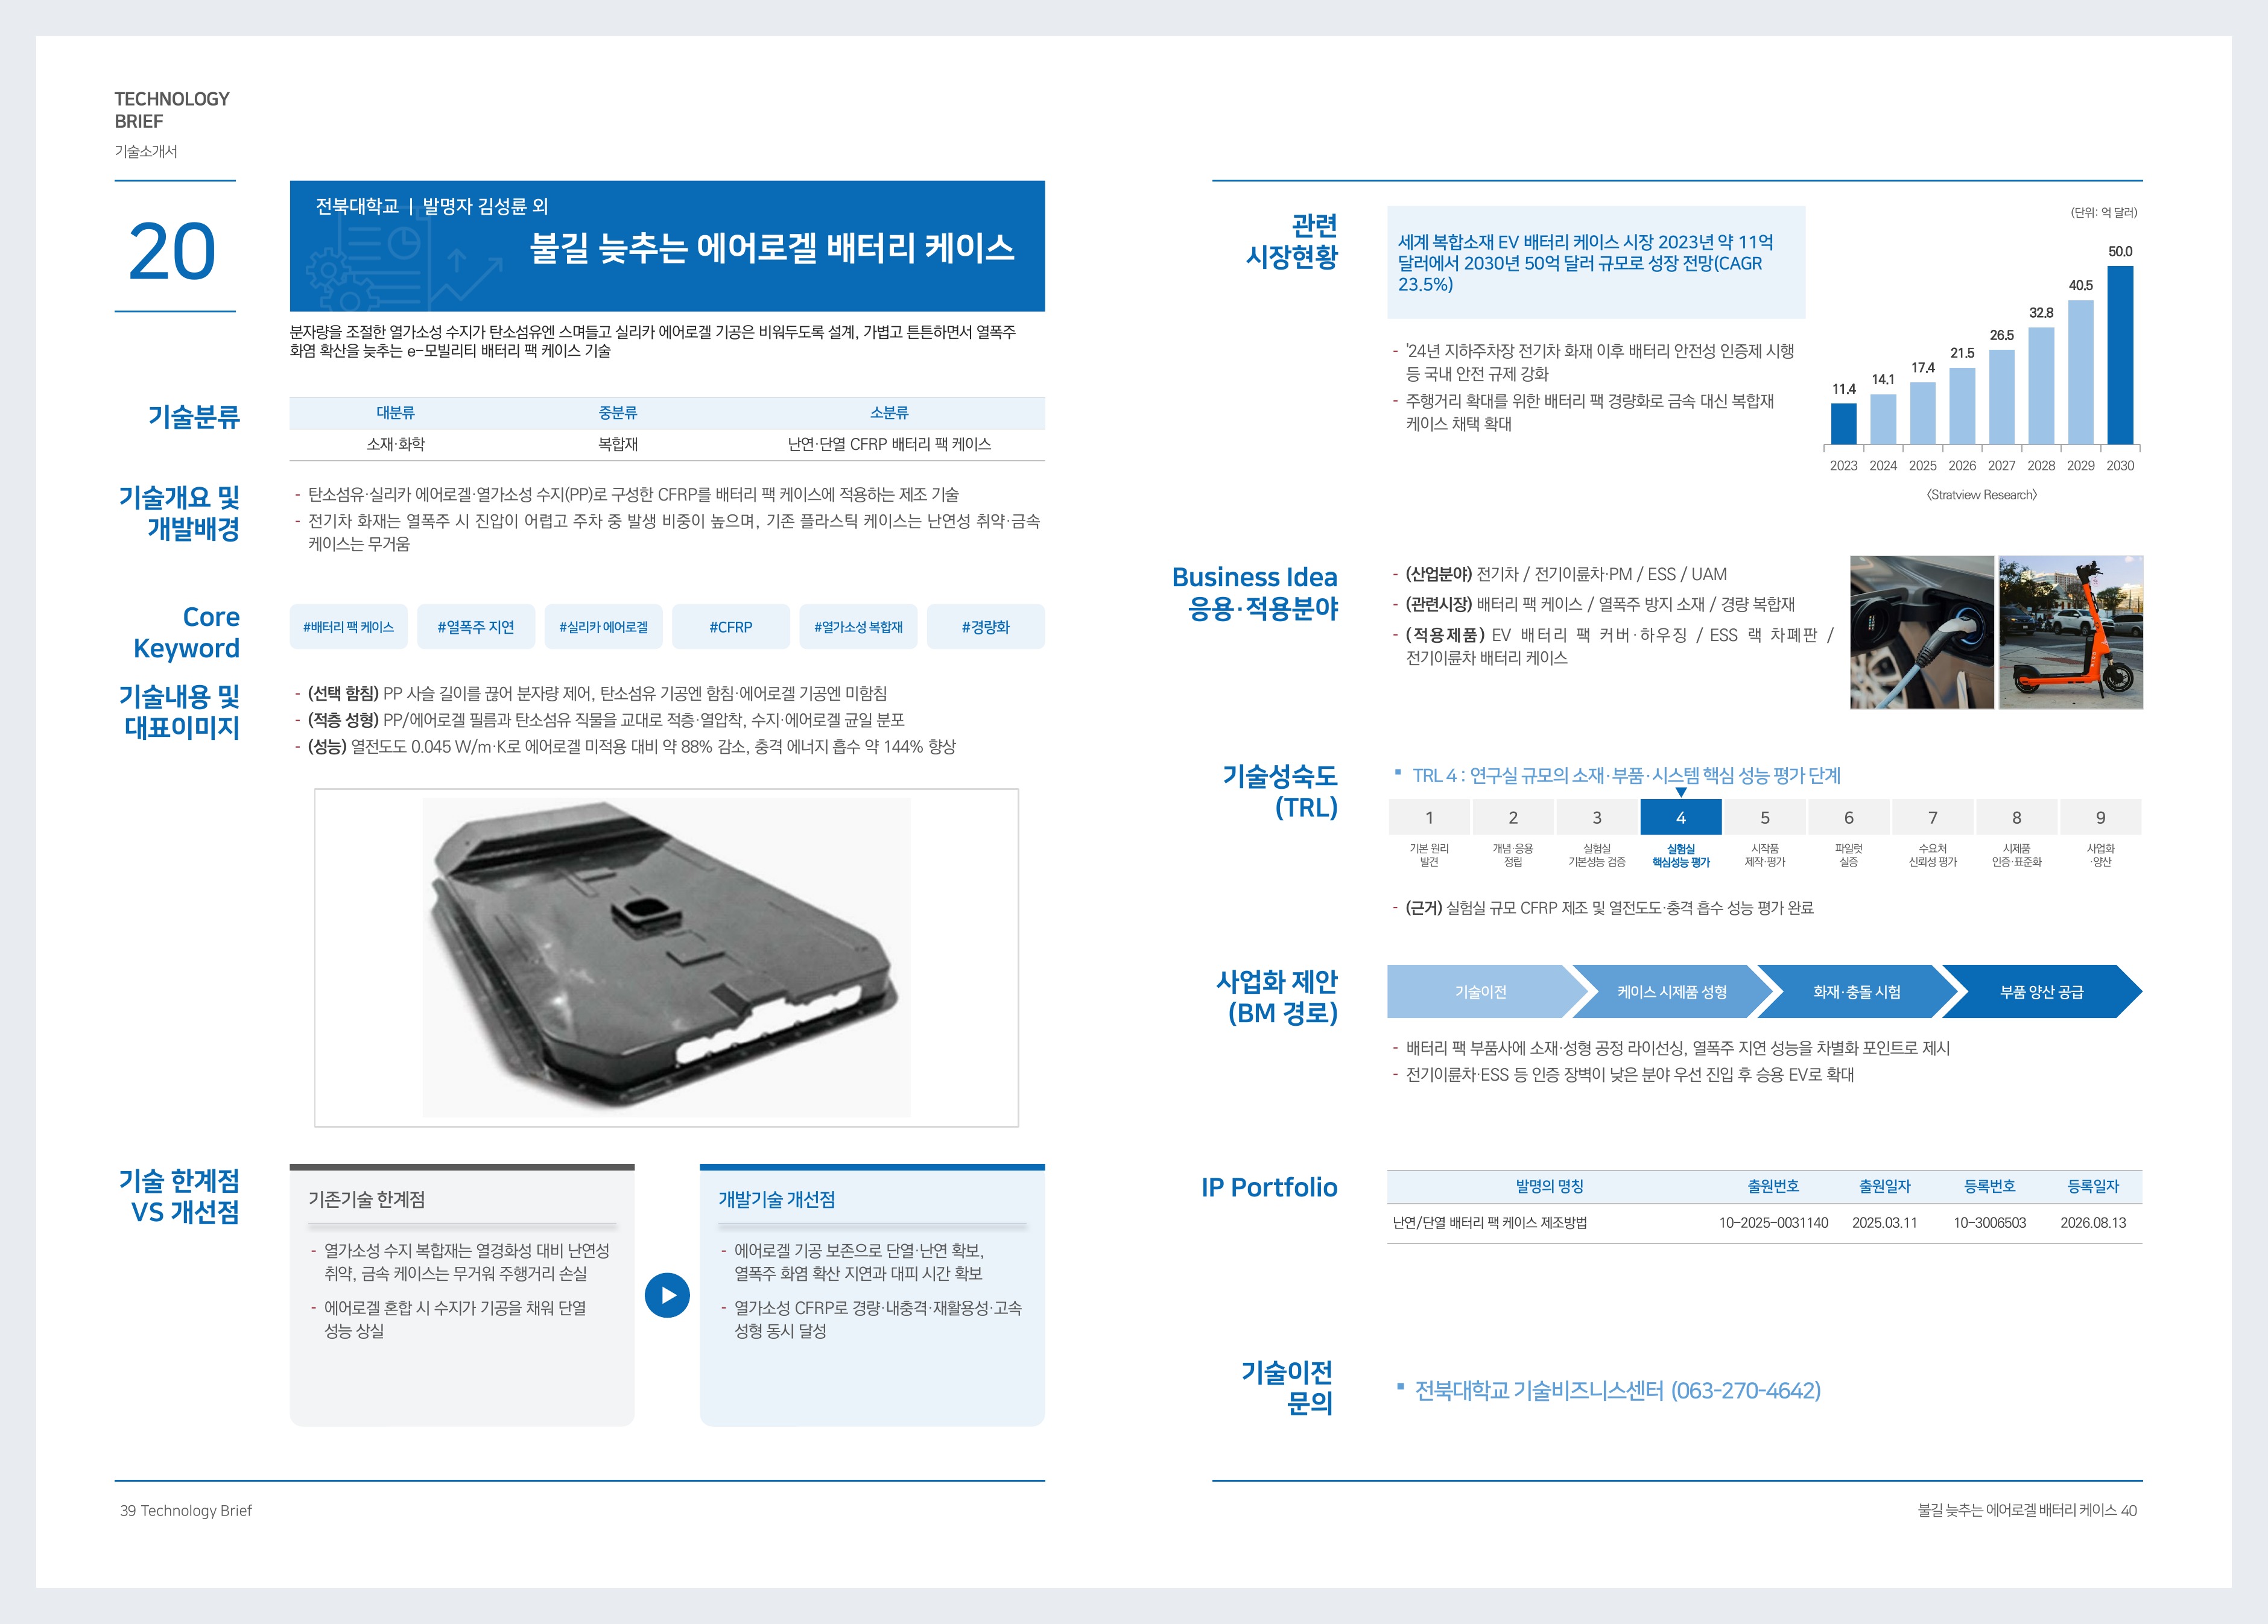 TECHNOLOGY
BRIEF
기술소개서
20
전북대학교 | 발명자 김성륜 외
불길 늦추는 에어로겔 배터리 케이스
분자량을 조절한 열가소성 수지가 탄소섬유엔 스며들고 실리카 에어로겔 기공은 비워두도록 설계, 가볍고 튼튼하면서 열폭주
화염 확산을 늦추는 e-모빌리티 배터리 팩 케이스 기술
기술분류
대분류 중분류 소분류
소재·화학 복합재 난연·단열 CFRP 배터리 팩 케이스
기술개요 및
개발배경
- 탄소섬유·실리카 에어로겔·열가소성 수지(PP)로 구성한 CFRP를 배터리 팩 케이스에 적용하는 제조 기술
- 전기차 화재는 열폭주 시 진압이 어렵고 주차 중 발생 비중이 높으며, 기존 플라스틱 케이스는 난연성 취약·금속
케이스는 무거움
Core
Keyword
#배터리 팩 케이스 #열폭주 지연 #실리카 에어로겔 #CFRP #열가소성 복합재 #경량화
기술내용 및
대표이미지
- (선택 함침) PP 사슬 길이를 끊어 분자량 제어, 탄소섬유 기공엔 함침·에어로겔 기공엔 미함침
- (적층 성형) PP/에어로겔 필름과 탄소섬유 직물을 교대로 적층·열압착, 수지·에어로겔 균일 분포
- (성능) 열전도도 0.045 W/m·K로 에어로겔 미적용 대비 약 88% 감소, 충격 에너지 흡수 약 144% 향상
기술 한계점
VS 개선점
기존기술 한계점
- 열가소성 수지 복합재는 열경화성 대비 난연성
취약, 금속 케이스는 무거워 주행거리 손실
- 에어로겔 혼합 시 수지가 기공을 채워 단열
성능 상실
개발기술 개선점
- 에어로겔 기공 보존으로 단열·난연 확보,
열폭주 화염 확산 지연과 대피 시간 확보
- 열가소성 CFRP로 경량·내충격·재활용성·고속
성형 동시 달성
39 Technology Brief
관련
시장현황
세계 복합소재 EV 배터리 케이스 시장 2023년 약 11억
달러에서 2030년 50억 달러 규모로 성장 전망(CAGR
23.5%)
- '24년 지하주차장 전기차 화재 이후 배터리 안전성 인증제 시행
등 국내 안전 규제 강화
- 주행거리 확대를 위한 배터리 팩 경량화로 금속 대신 복합재
케이스 채택 확대
(단위: 억 달러)
11.4 14.1 17.4 21.5 26.5 32.8 40.5 50.0
2023 2024 2025 2026 2027 2028 2029 2030
〈Stratview Research〉
Business Idea
응용·적용분야
- (산업분야) 전기차 / 전기이륜차·PM / ESS / UAM
- (관련시장) 배터리 팩 케이스 / 열폭주 방지 소재 / 경량 복합재
- (적용제품) EV 배터리 팩 커버·하우징 / ESS 랙 차폐판 /
전기이륜차 배터리 케이스
기술성숙도
(TRL)
▪ TRL 4 : 연구실 규모의 소재·부품·시스템 핵심 성능 평가 단계
1 2 3 4 5 6 7 8 9
기본 원리 개념·응용 실험실 실험실 시작품 파일럿 수요처 시제품 사업화
발견 정립 기본성능 검증 핵심성능 평가 제작·평가 실증 신뢰성 평가 인증·표준화 ·양산
- (근거) 실험실 규모 CFRP 제조 및 열전도도·충격 흡수 성능 평가 완료
사업화 제안
(BM 경로)
기술이전 케이스 시제품 성형 화재·충돌 시험 부품 양산 공급
- 배터리 팩 부품사에 소재·성형 공정 라이선싱, 열폭주 지연 성능을 차별화 포인트로 제시
- 전기이륜차·ESS 등 인증 장벽이 낮은 분야 우선 진입 후 승용 EV로 확대
IP Portfolio
발명의 명칭 출원번호 출원일자 등록번호 등록일자
난연/단열 배터리 팩 케이스 제조방법 10-2025-0031140 2025.03.11 10-3006503 2026.08.13
기술이전
문의
▪ 전북대학교 기술비즈니스센터 (063-270-4642)
불길 늦추는 에어로겔 배터리 케이스 40